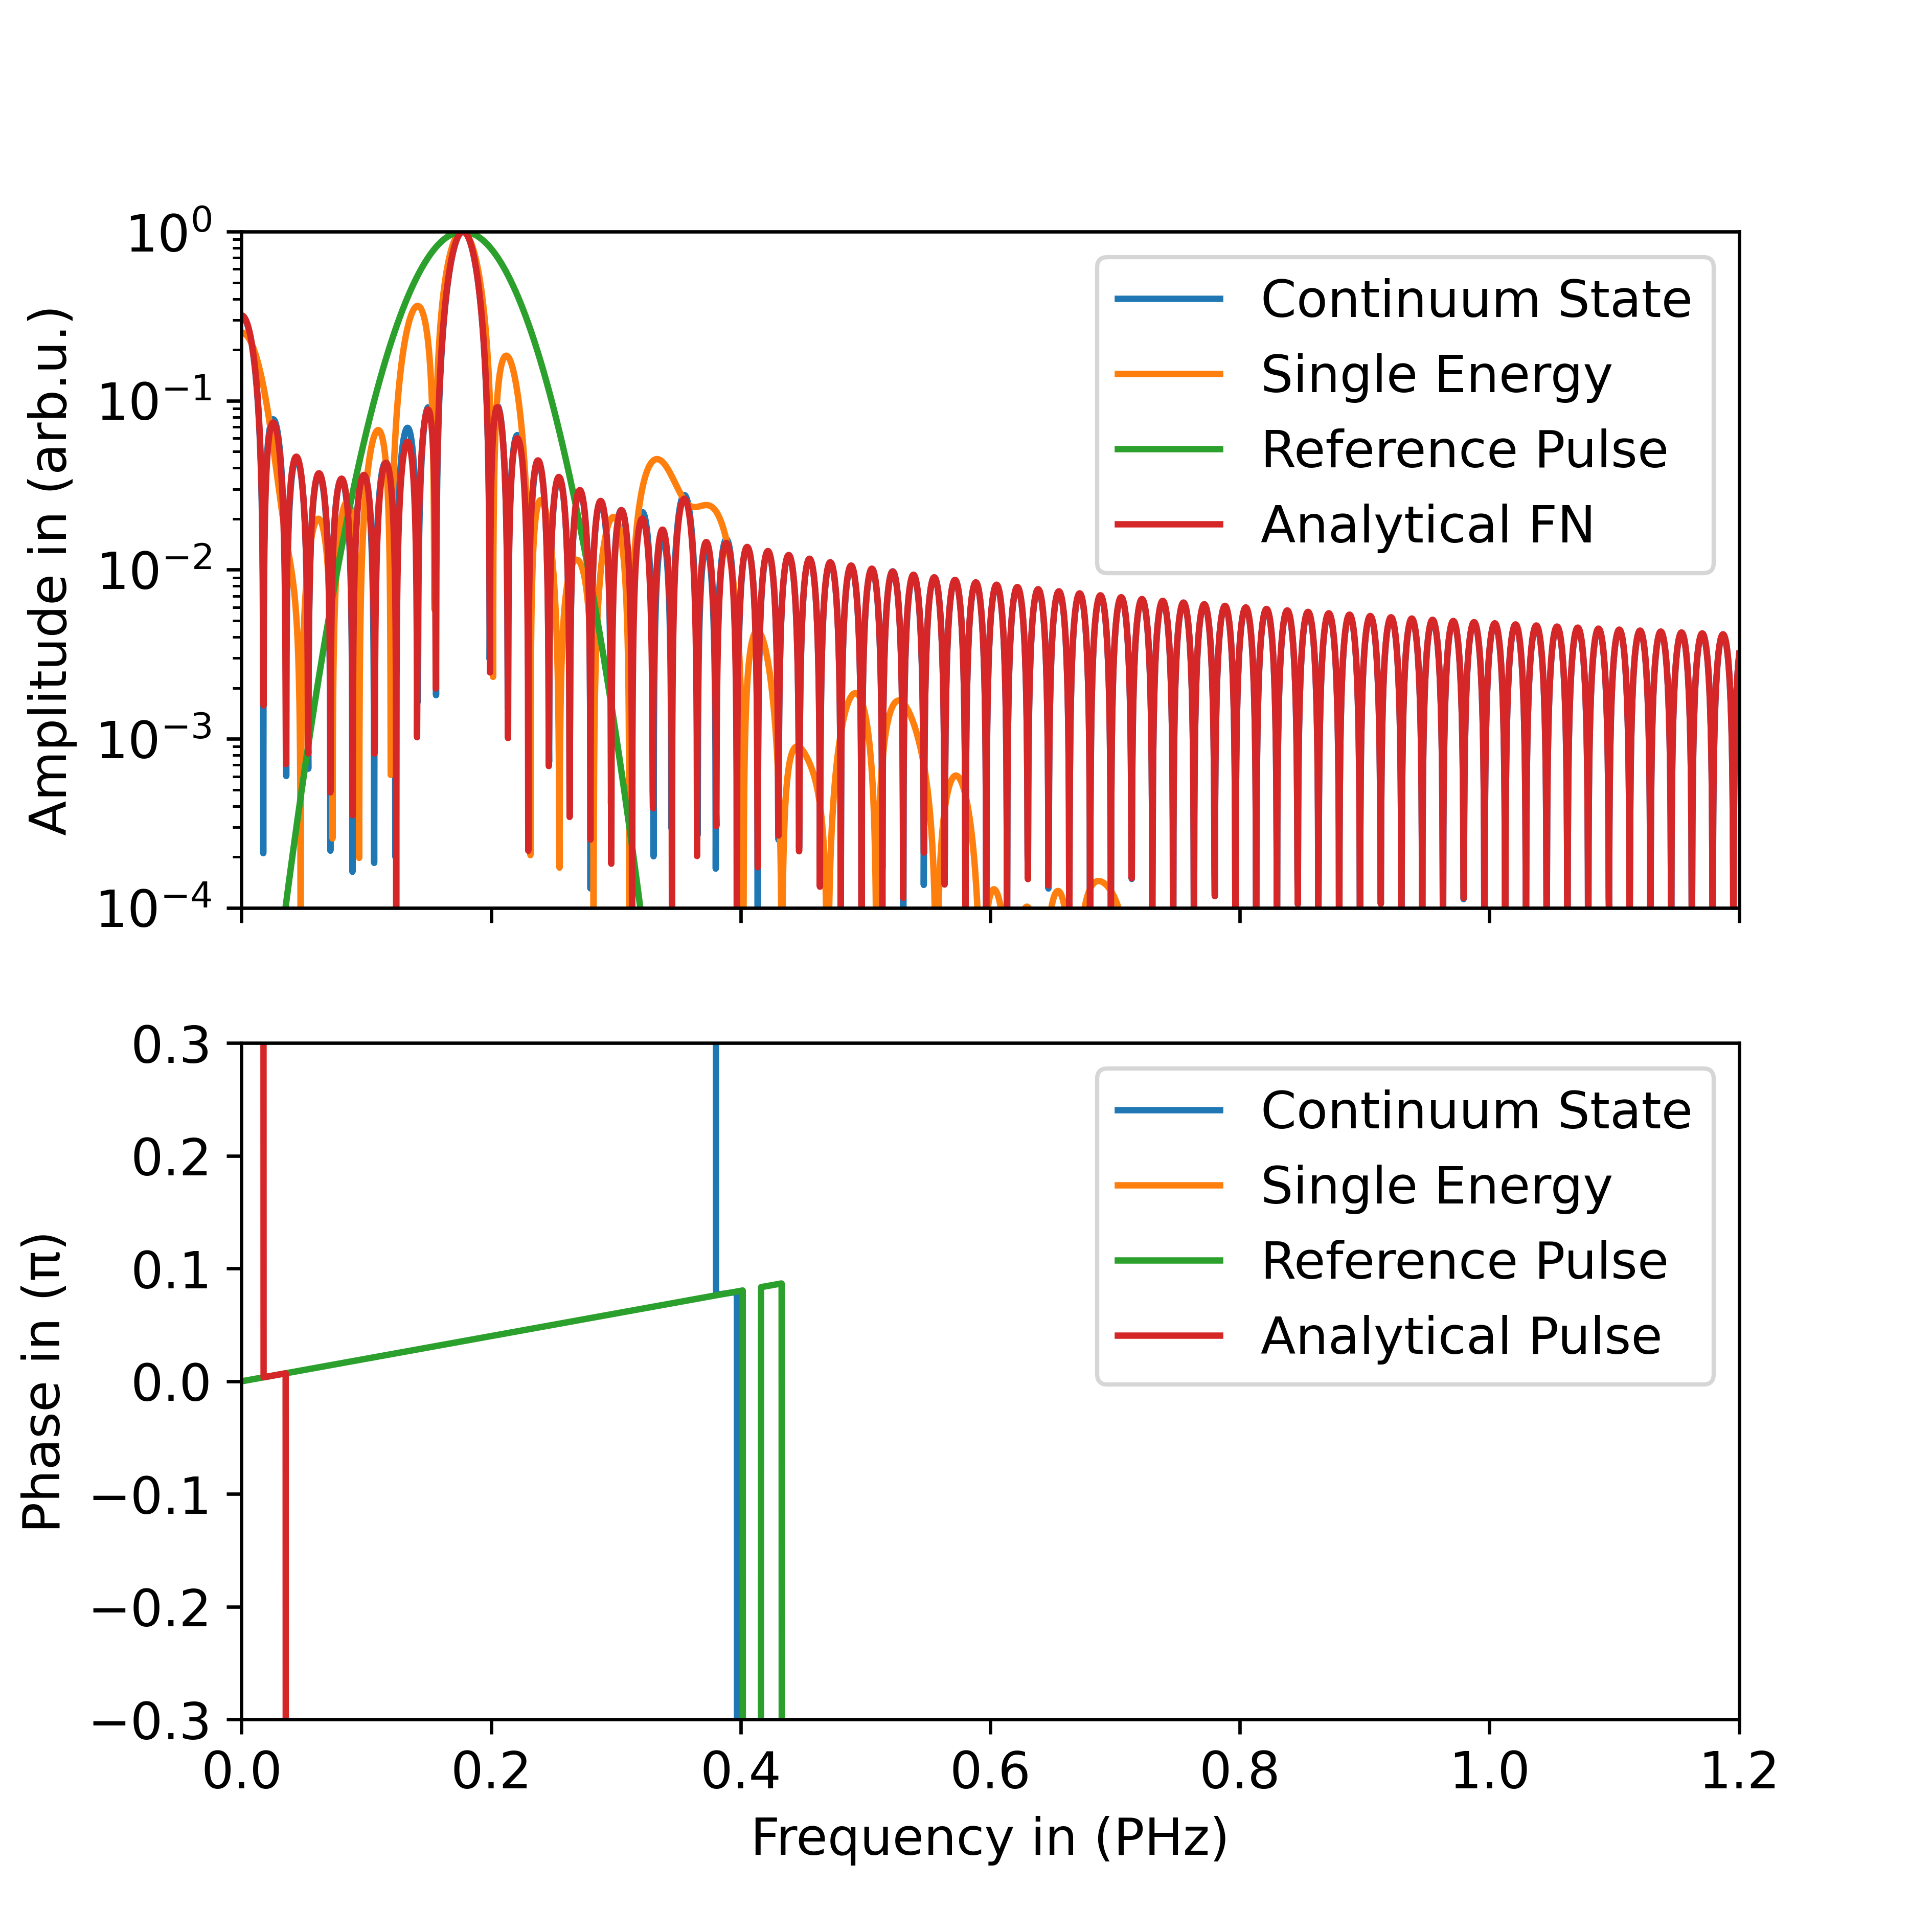 10⁰
10⁻¹
10⁻²
10⁻³
10⁻⁴
Amplitude in (arb.u.)
Continuum State
Single Energy
Reference Pulse
Analytical FN
0.3
0.2
0.1
0.0
−0.1
−0.2
−0.3
Phase in (π)
Continuum State
Single Energy
Reference Pulse
Analytical Pulse
0.0 0.2 0.4 0.6 0.8 1.0 1.2
Frequency in (PHz)